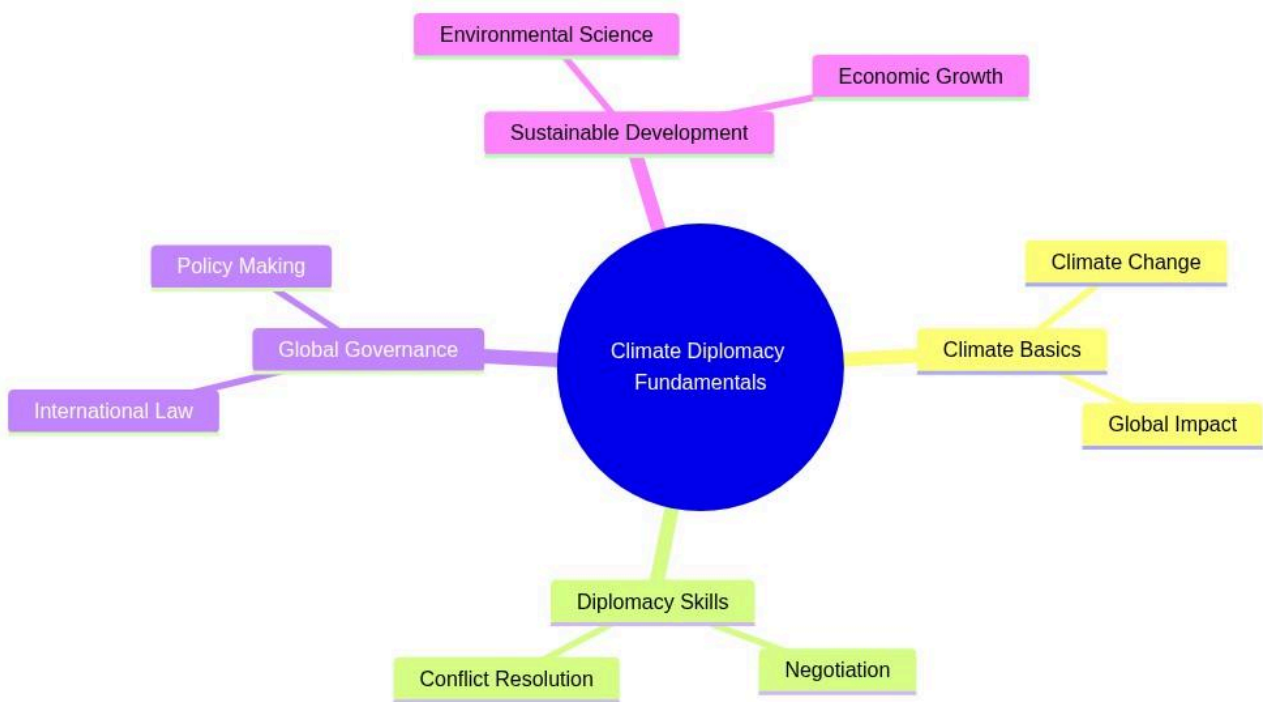 Environmental Science
Economic Growth
Sustainable Development
Policy Making
Climate Change
Global Governance
Climate Diplomacy
Fundamentals
Climate Basics
International Law
Global Impact
Diplomacy Skills
Conflict Resolution
Negotiation